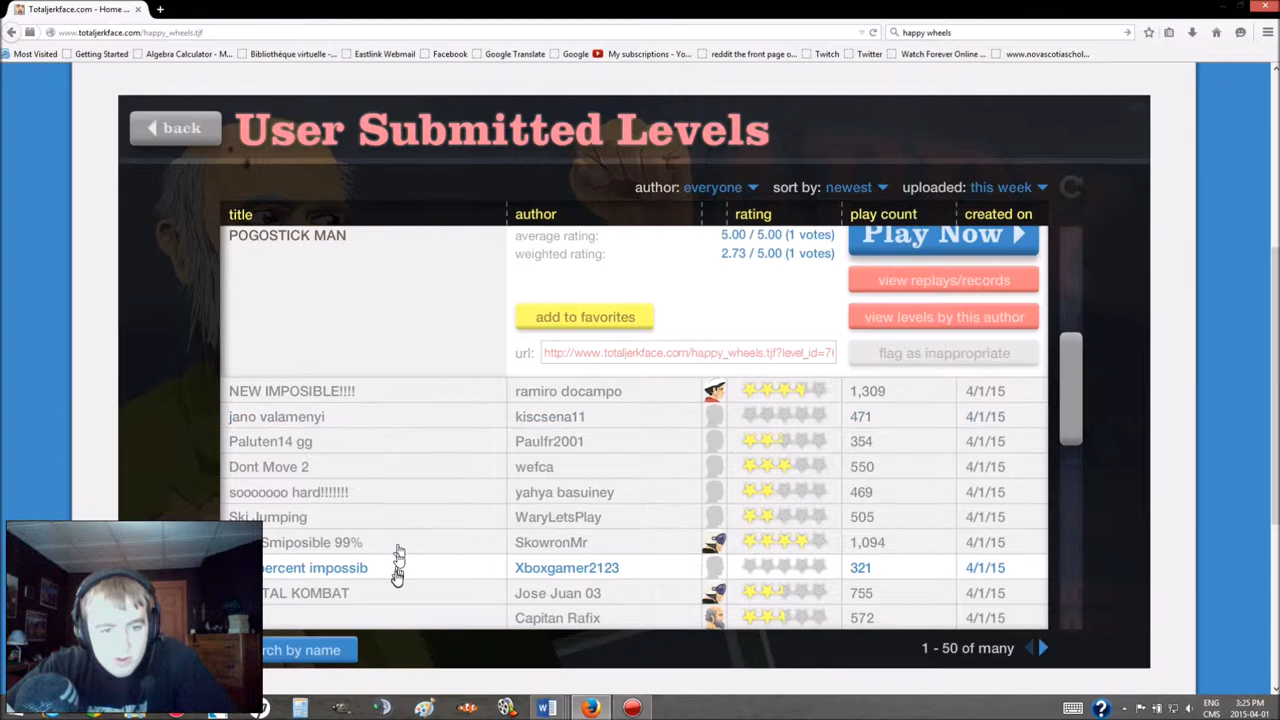 Totaljerkface.com - Home ...
www.totaljerkface.com/happy_wheels.tjf
happy wheels
Most Visited Getting Started Algebra Calculator - M... Bibliothèque virtuelle -... Eastlink Webmail Facebook Google Translate Google My subscriptions - Yo... reddit the front page o... Twitch Twitter Watch Forever Online ... www.novascotiaschol...
back
User Submitted Levels
author: everyone sort by: newest uploaded: this week
title author rating play count created on
POGOSTICK MAN
average rating: 5.00 / 5.00 (1 votes)
weighted rating: 2.73 / 5.00 (1 votes)
Play Now
view replays/records
add to favorites
view levels by this author
url: http://www.totaljerkface.com/happy_wheels.tjf?level_id=7
flag as inappropriate
NEW IMPOSIBLE!!!! ramiro docampo 1,309 4/1/15
jano valamenyi kiscsena11 471 4/1/15
Paluten14 gg Paulfr2001 354 4/1/15
Dont Move 2 wefca 550 4/1/15
sooooooo hard!!!!!!! yahya basuiney 469 4/1/15
Ski Jumping WaryLetsPlay 505 4/1/15
Smiposible 99% SkowronMr 1,094 4/1/15
percent impossib Xboxgamer2123 321 4/1/15
TAL KOMBAT Jose Juan 03 755 4/1/15
Capitan Rafix 572 4/1/15
rch by name
1 - 50 of many
ENG
CMS
3:25 PM
2015-04-01